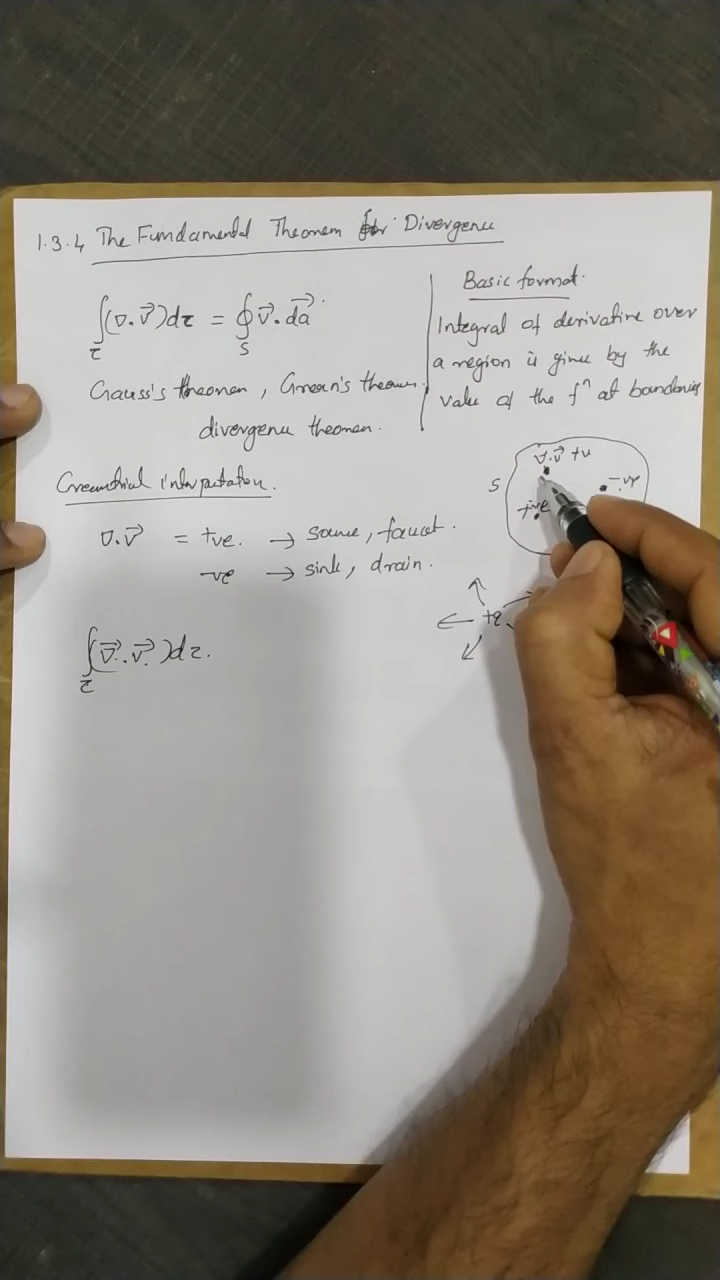 1.3.4 The Fundamental Theorem for Divergence
∫τ(∇.v⃗)dτ = ∮S v⃗.da⃗
Gauss's theorem, Green's theorem,
divergence theorem.
Basic format.
Integral of derivative over
a region is given by the
value of the fⁿ at boundaries
Geometrical interpretation.
∇.v⃗ = +ve. → source, faucet.
-ve → sink, drain.
∫τ(∇⃗.v⃗)dτ.
∇.v⃗ +ve
S
-ve
+ve
+q